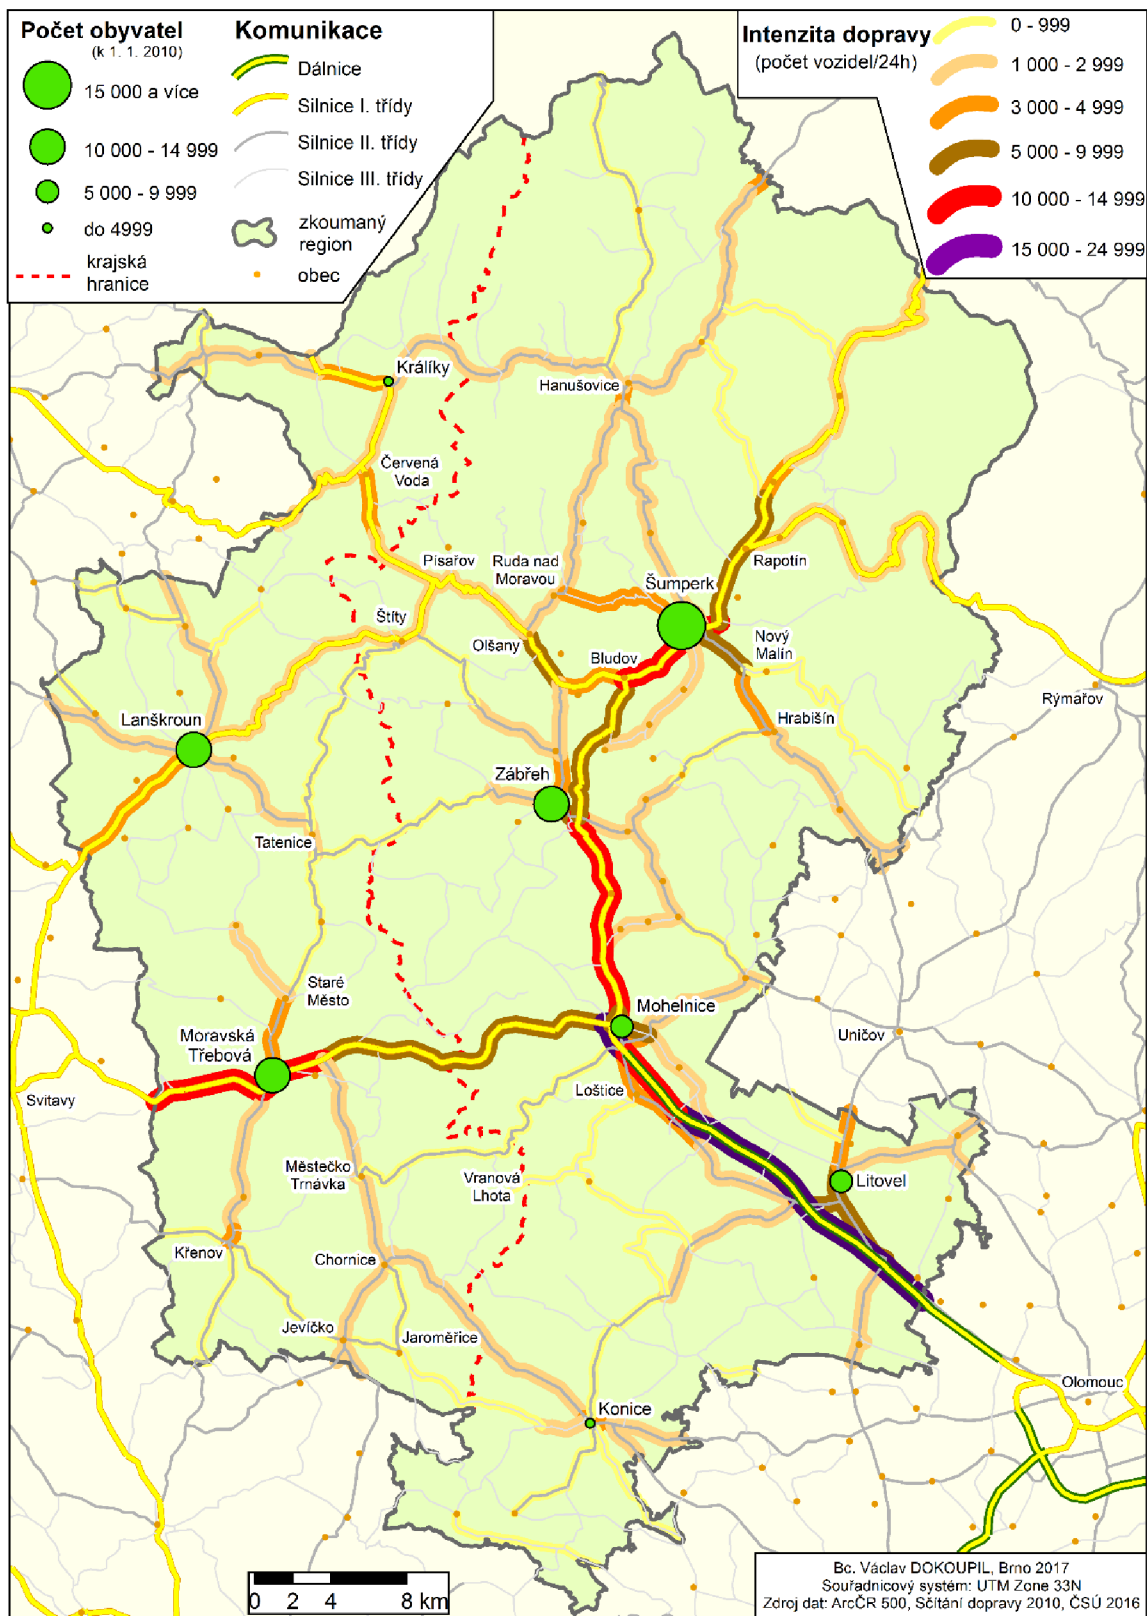 Počet obyvatel
(k 1. 1. 2010)
15 000 a více
10 000 - 14 999
5 000 - 9 999
do 4999
krajská
hranice
Komunikace
Dálnice
Silnice I. třídy
Silnice II. třídy
Silnice III. třídy
zkoumaný
region
obec
Intenzita dopravy
(počet vozidel/24h)
0 - 999
1 000 - 2 999
3 000 - 4 999
5 000 - 9 999
10 000 - 14 999
15 000 - 24 999
Králíky
Hanušovice
Červená
Voda
Písařov
Ruda nad
Moravou
Šumperk
Rapotín
Štíty
Olšany
Bludov
Nový
Malín
Rýmařov
Lanškroun
Hrabišín
Zábřeh
Tatenice
Staré
Město
Mohelnice
Moravská
Třebová
Uničov
Svitavy
Loštice
Městečko
Trnávka
Vranová
Lhota
Litovel
Křenov
Chornice
Jevíčko
Jaroměřice
Olomouc
Konice
0 2 4 8 km
Bc. Václav DOKOUPIL, Brno 2017
Souřadnicový systém: UTM Zone 33N
Zdroj dat: ArcČR 500, Sčítání dopravy 2010, ČSÚ 2016